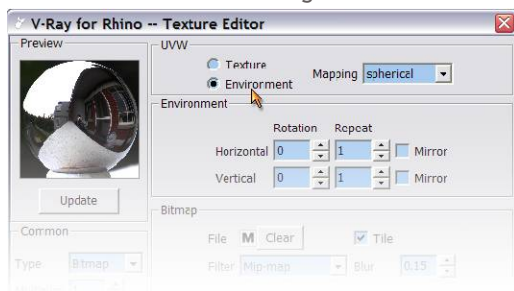 V-Ray for Rhino -- Texture Editor
Preview
UVW
Texture
Environment
Mapping spherical
Environment
Rotation Repeat
Horizontal 0 1 Mirror
Vertical 0 1 Mirror
Update
Bitmap
Common
File M Clear Tile
Type Bitmap
Filter Mip-map Blur 0.15